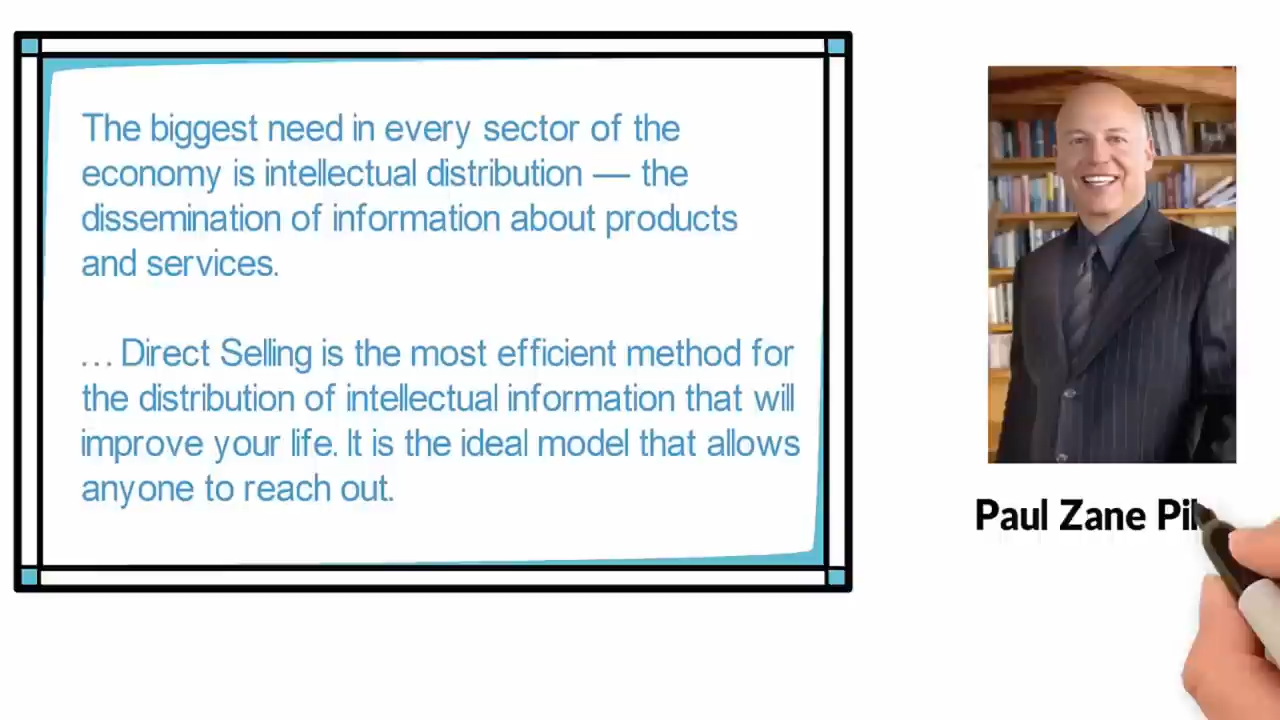 The biggest need in every sector of the
economy is intellectual distribution — the
dissemination of information about products
and services.
… Direct Selling is the most efficient method for
the distribution of intellectual information that will
improve your life. It is the ideal model that allows
anyone to reach out.
Paul Zane Pil